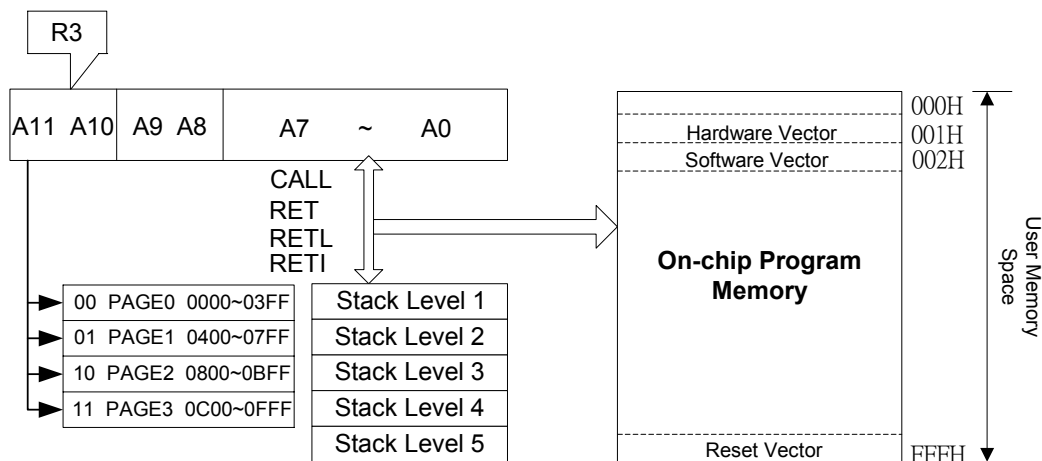 R3
A11 A10 A9 A8 A7 ~ A0
CALL
RET
RETL
RETI
00 PAGE0 0000~03FF
01 PAGE1 0400~07FF
10 PAGE2 0800~0BFF
11 PAGE3 0C00~0FFF
Stack Level 1
Stack Level 2
Stack Level 3
Stack Level 4
Stack Level 5
000H
Hardware Vector 001H
Software Vector 002H
On-chip Program
Memory
Reset Vector FFFH
User Memory
Space